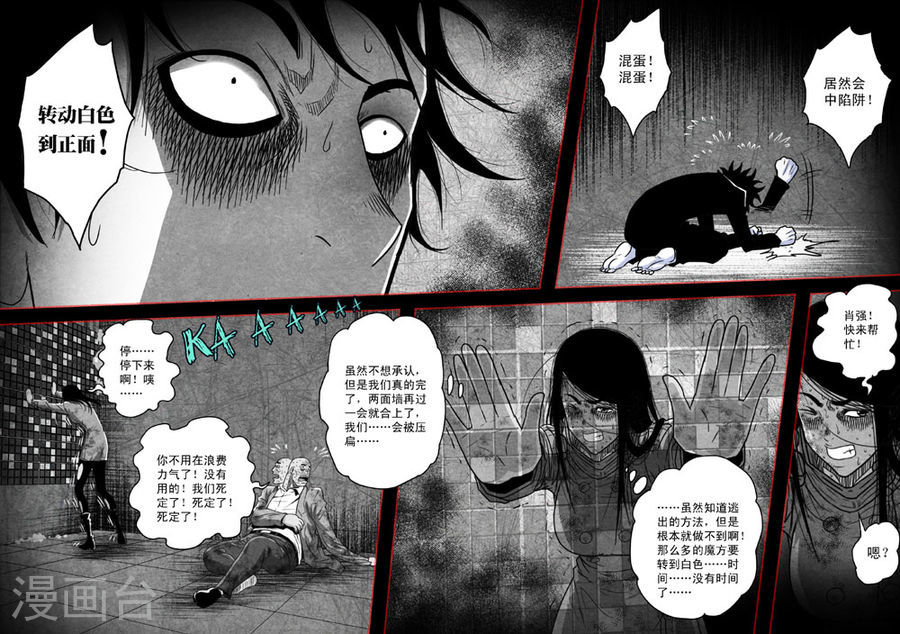 转动白色
到正面！
混蛋！
混蛋！
居然会
中陷阱！
停……
停下来
啊！咦
……
KAAAAAA
你不用在浪费
力气了！没有
用的！我们死
定了！死定了！
死定了！
虽然不想承认，
但是我们真的完
了，两面墙再过
一会就合上了，
我们……会被压
扁……
……虽然知道逃
出的方法，但是
根本就做不到啊！
那么多的魔方要
转到白色……时
间……没有时间
了……
肖强！
快来帮
忙！
嗯？
漫画台